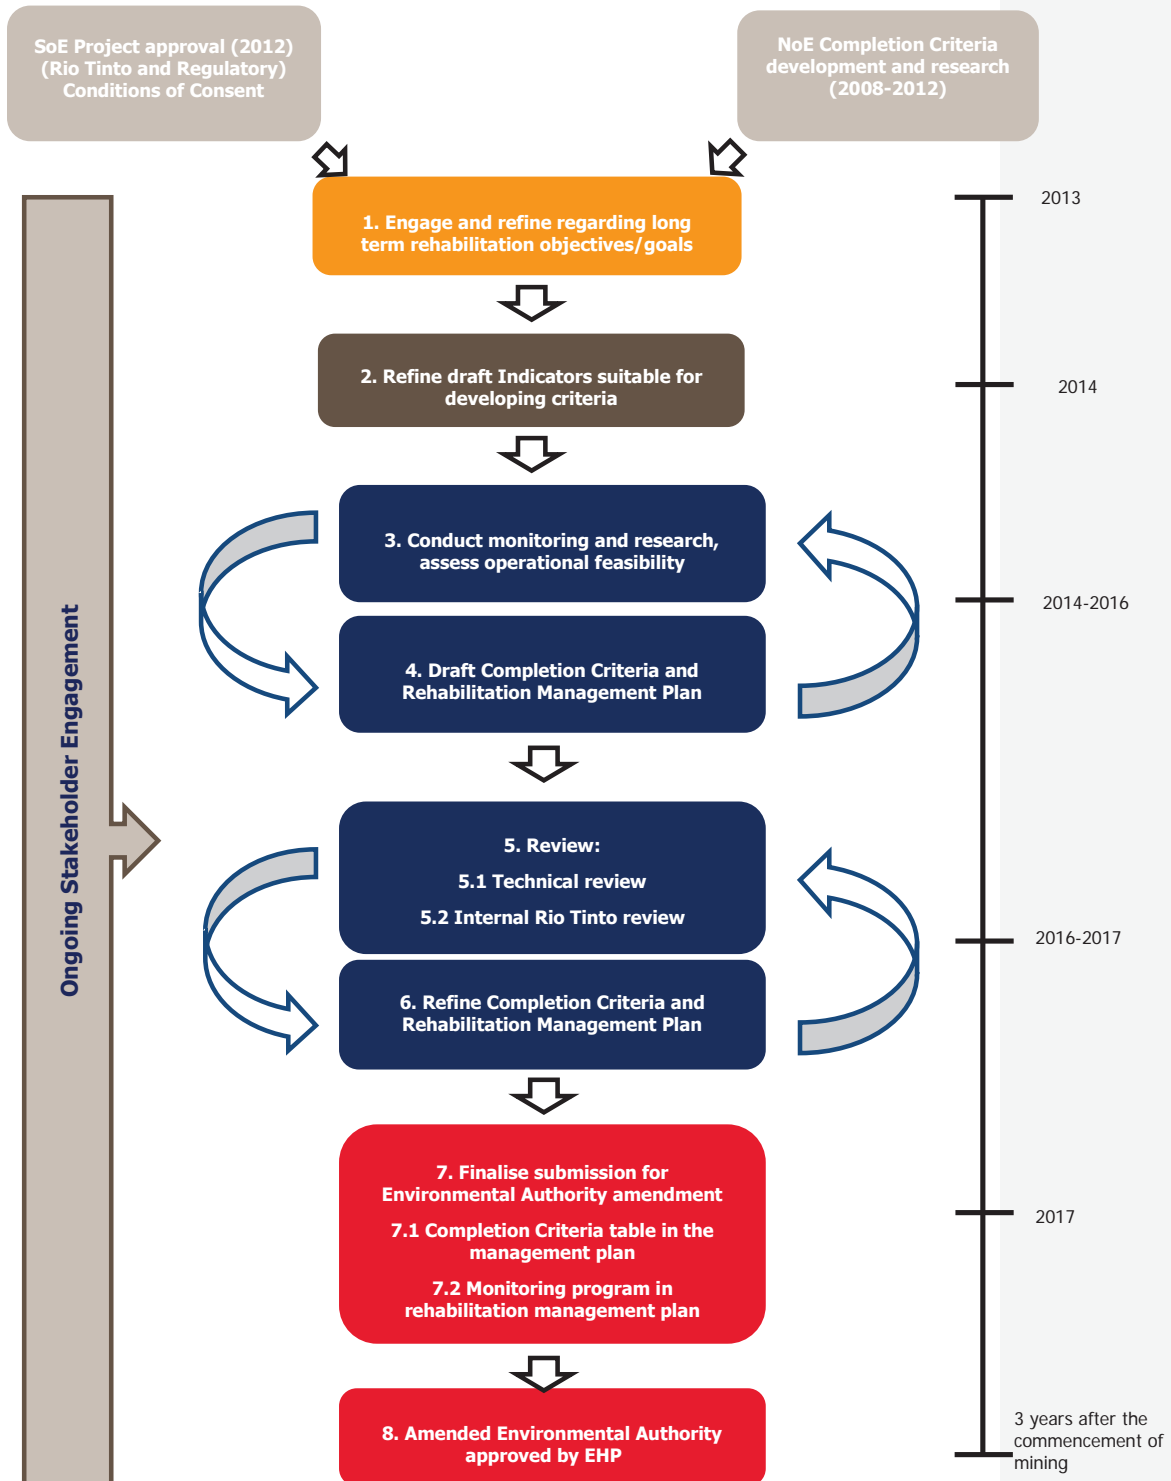 SoE Project approval (2012)
(Rio Tinto and Regulatory)
Conditions of Consent
NoE Completion Criteria
development and research
(2008-2012)
2013
1. Engage and refine regarding long
term rehabilitation objectives/goals
2. Refine draft Indicators suitable for
developing criteria
2014
3. Conduct monitoring and research,
assess operational feasibility
2014-2016
4. Draft Completion Criteria and
Rehabilitation Management Plan
Ongoing Stakeholder Engagement
5. Review:
5.1 Technical review
5.2 Internal Rio Tinto review
2016-2017
6. Refine Completion Criteria and
Rehabilitation Management Plan
7. Finalise submission for
Environmental Authority amendment
7.1 Completion Criteria table in the
management plan
7.2 Monitoring program in
rehabilitation management plan
2017
8. Amended Environmental Authority
approved by EHP
3 years after the
commencement of
mining